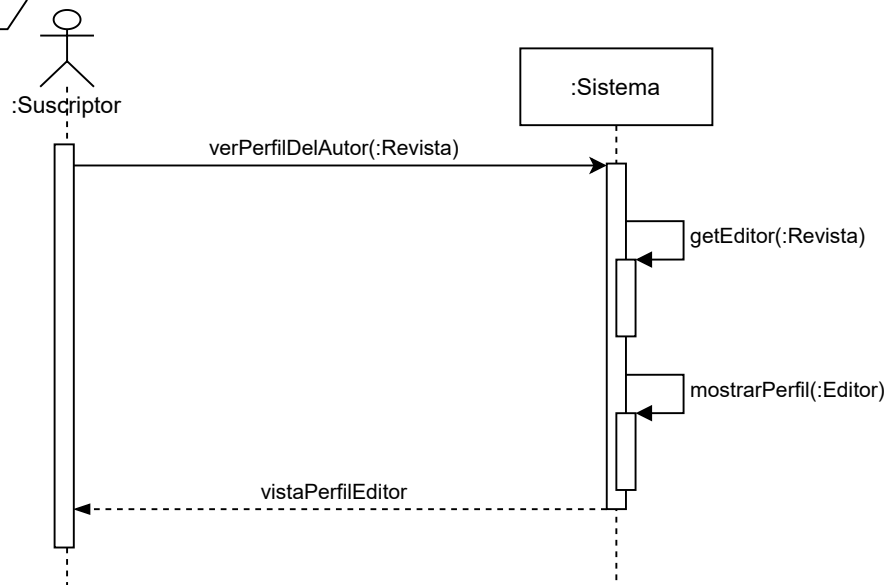 :Suscriptor
:Sistema
verPerfilDelAutor(:Revista)
getEditor(:Revista)
mostrarPerfil(:Editor)
vistaPerfilEditor